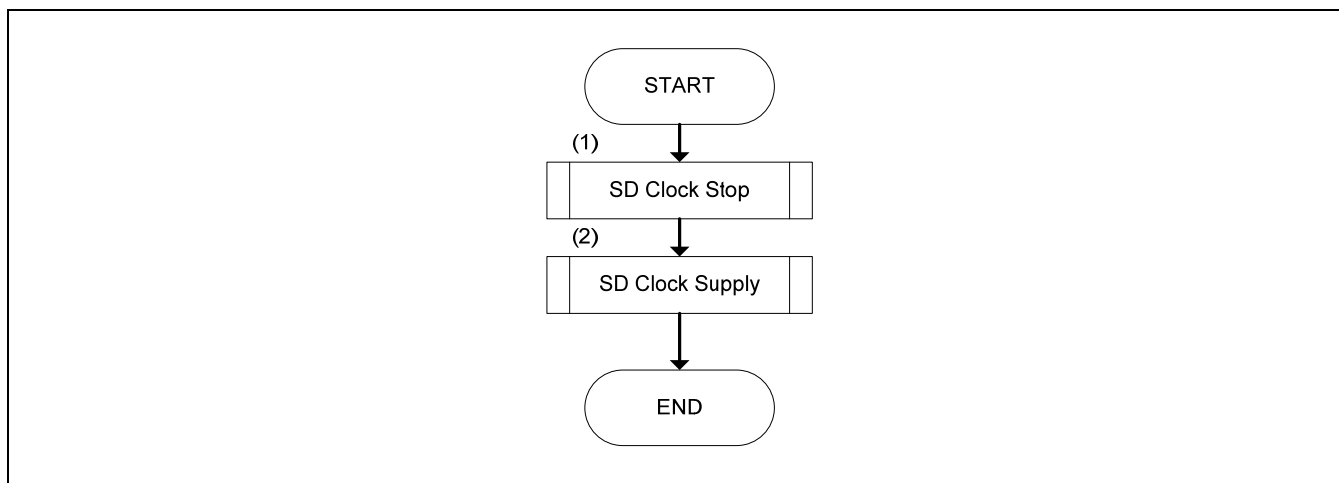 START
(1)
SD Clock Stop
(2)
SD Clock Supply
END